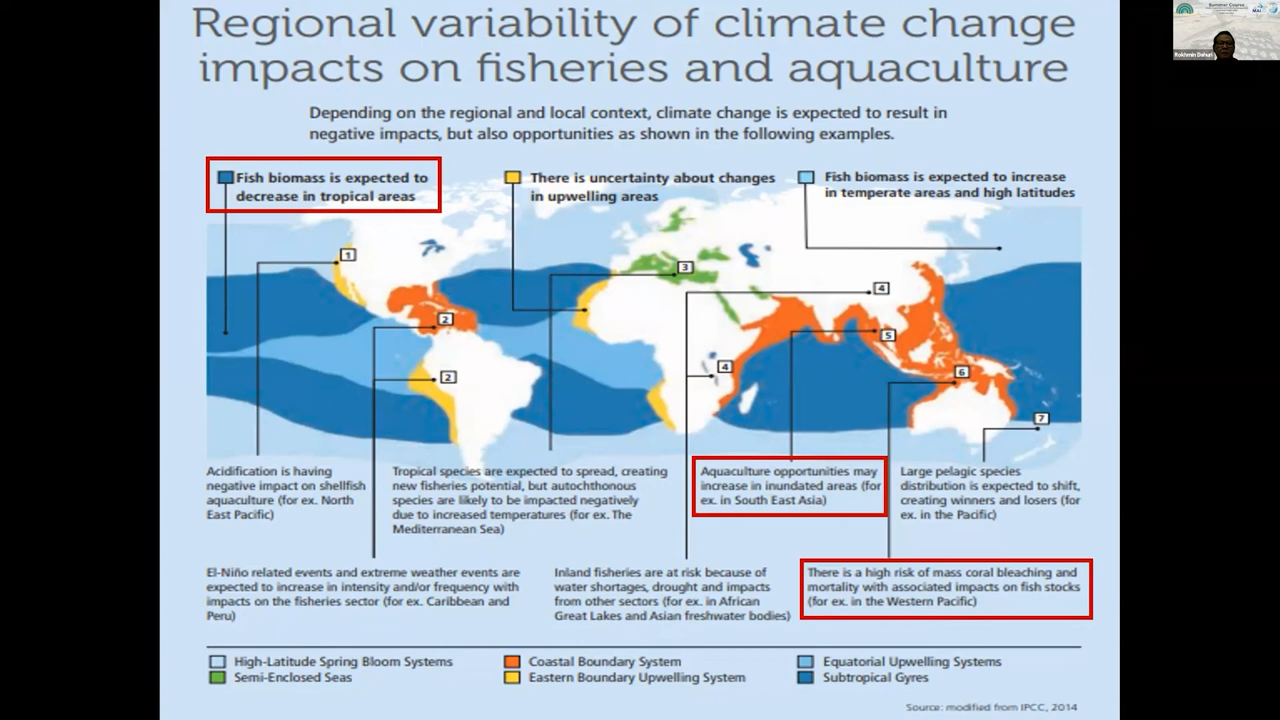 Regional variability of climate change
impacts on fisheries and aquaculture
Depending on the regional and local context, climate change is expected to result in
negative impacts, but also opportunities as shown in the following examples.
Fish biomass is expected to
decrease in tropical areas
There is uncertainty about changes
in upwelling areas
Fish biomass is expected to increase
in temperate areas and high latitudes
1
2
2
3
4
4
5
6
7
Acidification is having
negative impact on shellfish
aquaculture (for ex. North
East Pacific)
Tropical species are expected to spread, creating
new fisheries potential, but autochthonous
species are likely to be impacted negatively
due to increased temperatures (for ex. The
Mediterranean Sea)
Aquaculture opportunities may
increase in inundated areas (for
ex. in South East Asia)
Large pelagic species
distribution is expected to shift,
creating winners and losers (for
ex. in the Pacific)
El-Niño related events and extreme weather events are
expected to increase in intensity and/or frequency with
impacts on the fisheries sector (for ex. Caribbean and
Peru)
Inland fisheries are at risk because of
water shortages, drought and impacts
from other sectors (for ex. in African
Great Lakes and Asian freshwater bodies)
There is a high risk of mass coral bleaching and
mortality with associated impacts on fish stocks
(for ex. in the Western Pacific)
High-Latitude Spring Bloom Systems
Semi-Enclosed Seas
Coastal Boundary System
Eastern Boundary Upwelling System
Equatorial Upwelling Systems
Subtropical Gyres
Source: modified from IPCC, 2014
Summer Course
Rokhmin Dahuri